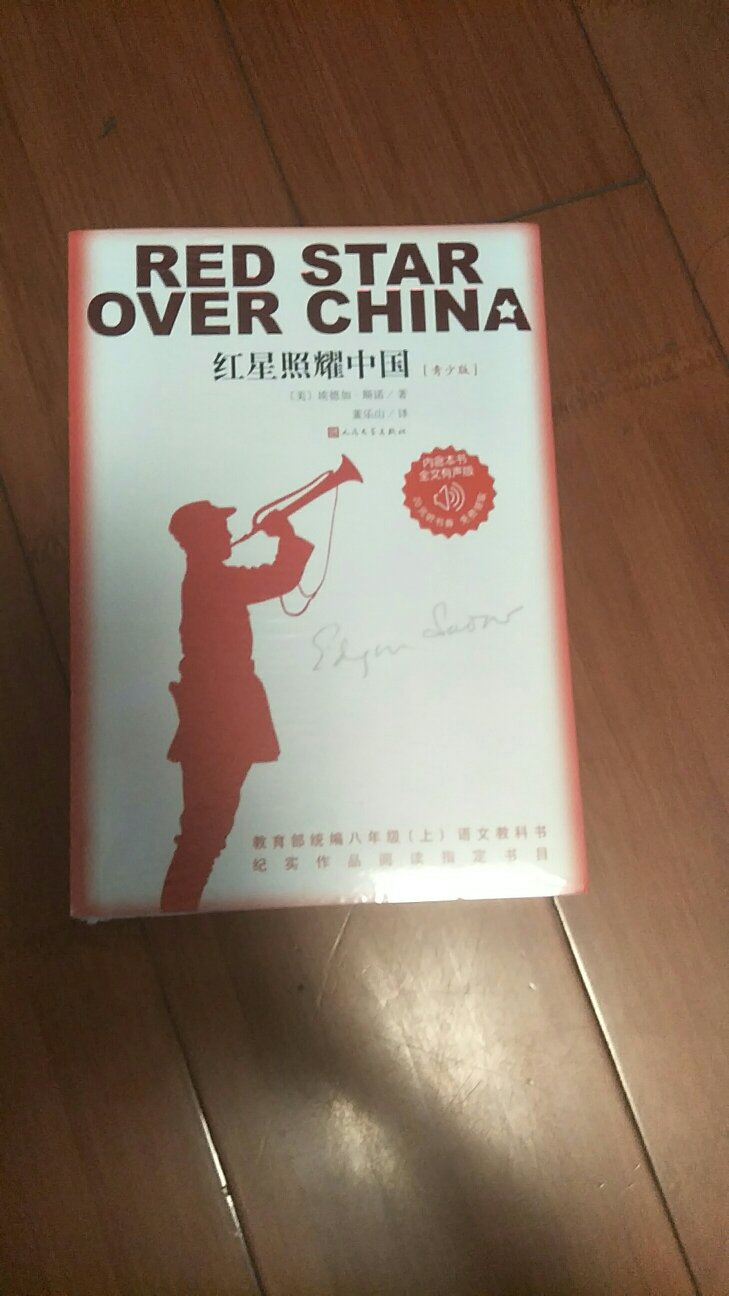 RED STAR
OVER CHINA
红星照耀中国 [青少版]
〔美〕埃德加·斯诺/著
董乐山/译
人民文学出版社
内含本书
全文有声版
Edgar Snow
教育部统编八年级(上)语文教科书
纪实作品阅读指定书目